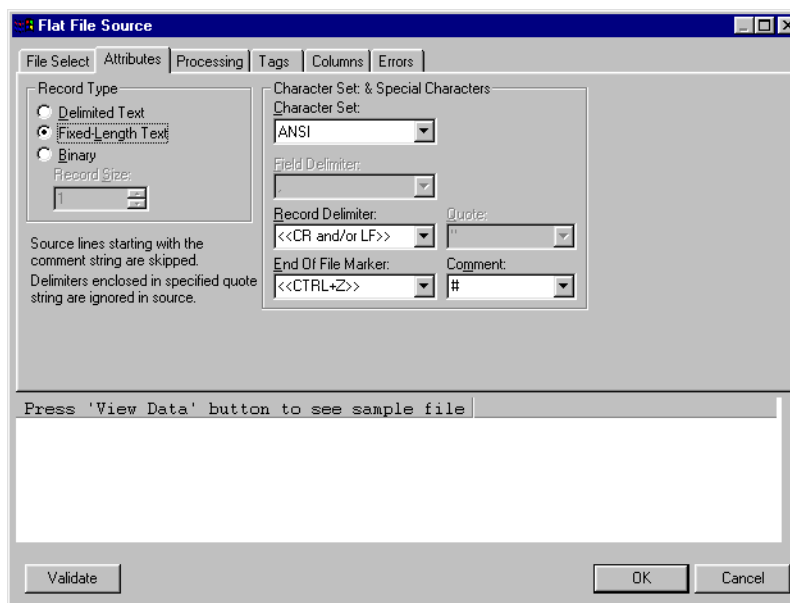 Flat File Source
File Select Attributes Processing Tags Columns Errors
Record Type
Delimited Text
Fixed-Length Text
Binary
Record Size:
1
Source lines starting with the
comment string are skipped.
Delimiters enclosed in specified quote
string are ignored in source.
Character Set: & Special Characters
Character Set:
ANSI
Field Delimiter:
,
Record Delimiter: Quote:
<<CR and/or LF>> "
End Of File Marker: Comment:
<<CTRL+Z>> #
Press 'View Data' button to see sample file
Validate OK Cancel